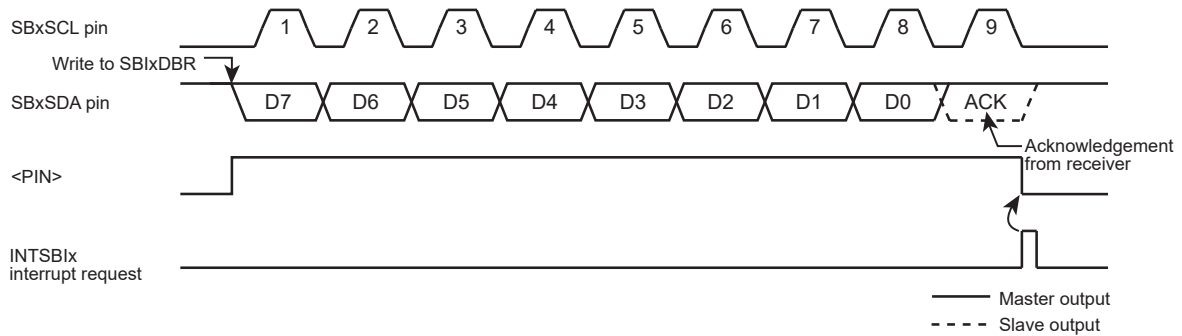 SBxSCL pin
1 2 3 4 5 6 7 8 9
Write to SBIxDBR
SBxSDA pin
D7 D6 D5 D4 D3 D2 D1 D0 ACK
Acknowledgement
from receiver
<PIN>
INTSBIx
interrupt request
Master output
Slave output